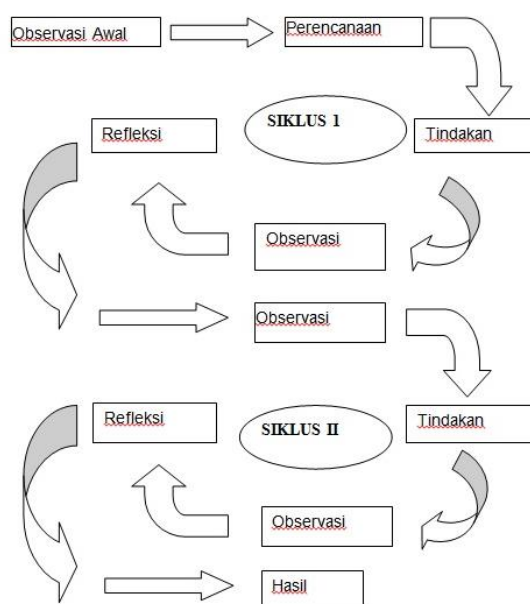 Observasi Awal
Perencanaan
Refleksi
SIKLUS 1
Tindakan
Observasi
Observasi
Refleksi
SIKLUS II
Tindakan
Observasi
Hasil